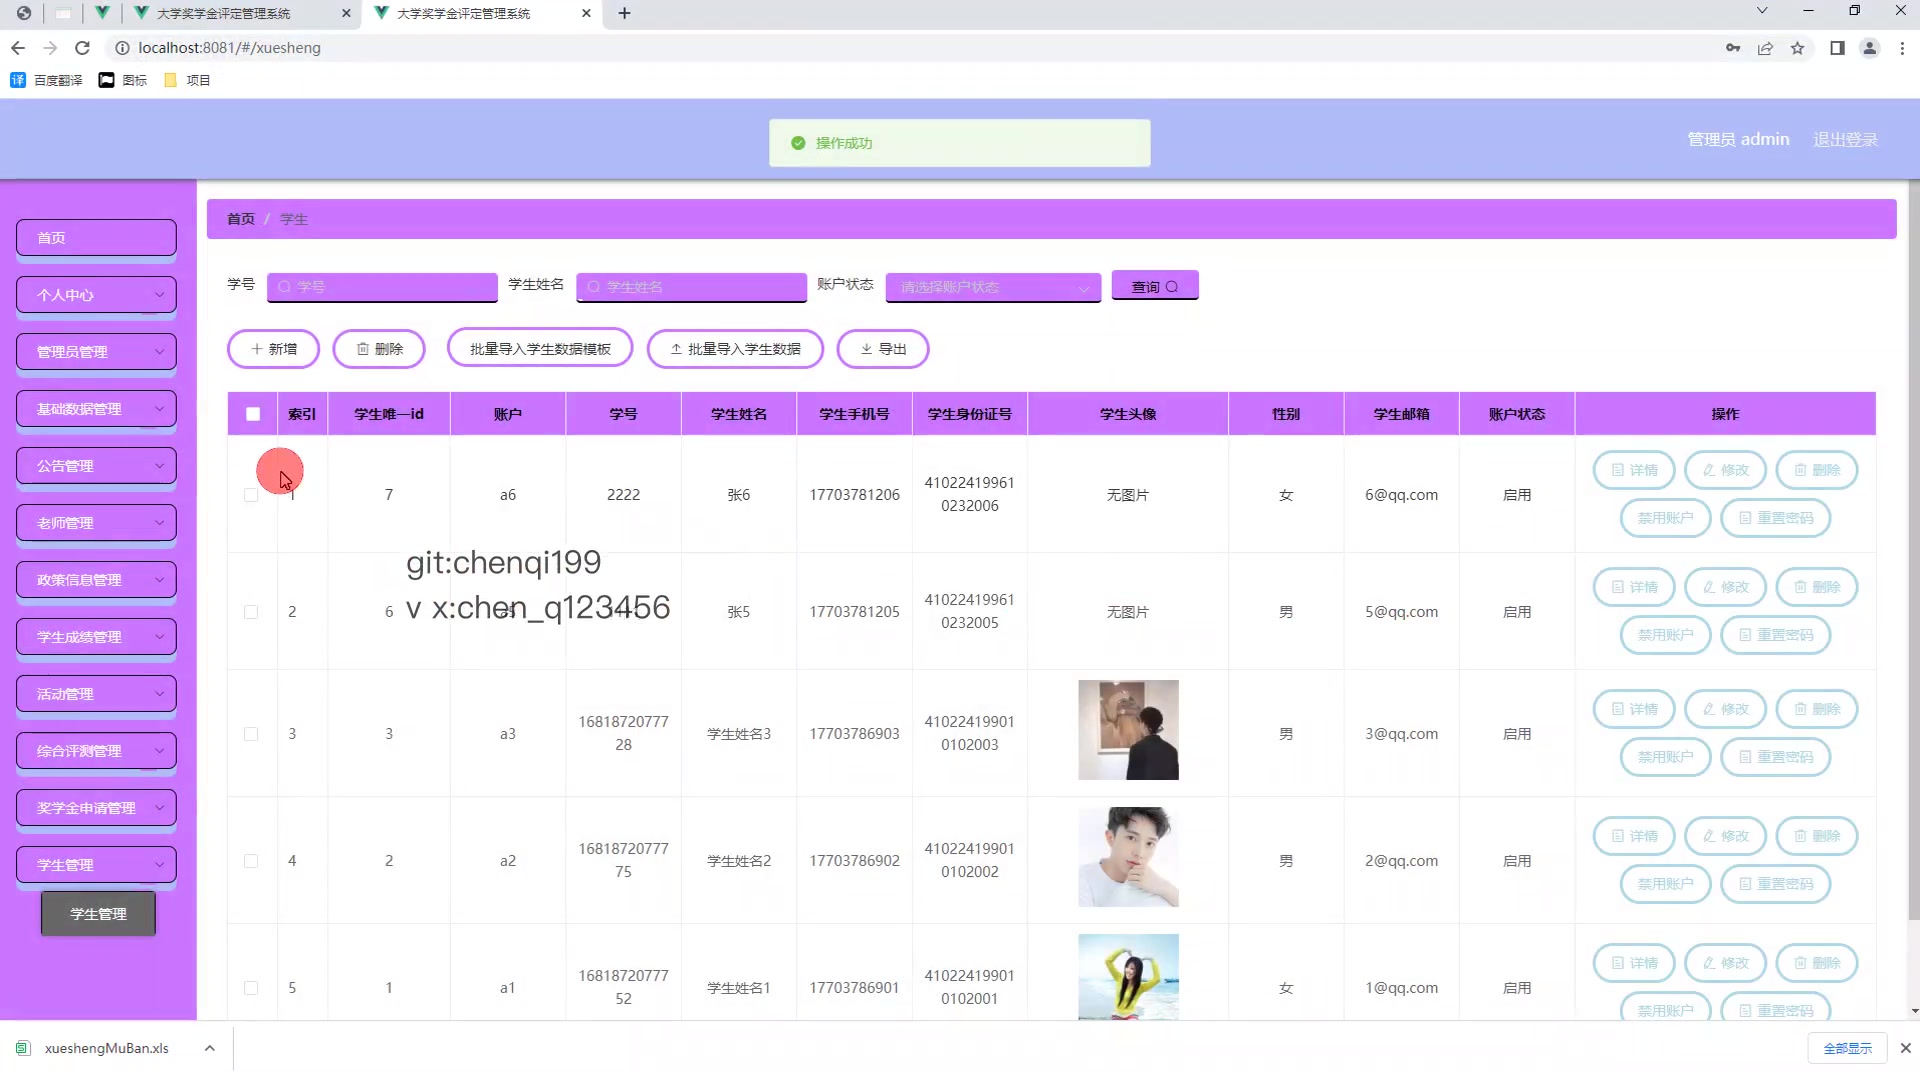 大学奖学金评定管理系统
大学奖学金评定管理系统
localhost:8081/#/xuesheng
百度翻译 图标 项目
操作成功
管理员 admin 退出登录
首页
个人中心
管理员管理
基础数据管理
公告管理
老师管理
政策信息管理
学生成绩管理
活动管理
综合评测管理
奖学金申请管理
学生管理
学生管理
首页 / 学生
学号 学号 学生姓名 学生姓名 账户状态 请选择账户状态 查询
新增 删除 批量导入学生数据模板 批量导入学生数据 导出
索引 学生唯一id 账户 学号 学生姓名 学生手机号 学生身份证号 学生头像 性别 学生邮箱 账户状态 操作
1 7 a6 2222 张6 17703781206 41022419961 无图片 女 6@qq.com 启用 详情 修改 删除
0232006 禁用账户 重置密码
git:chenqi199
v x:chen_q123456
2 6 张5 17703781205 41022419961 无图片 男 5@qq.com 启用 详情 修改 删除
0232005 禁用账户 重置密码
3 3 a3 16818720777 学生姓名3 17703786903 41022419901 男 3@qq.com 启用 详情 修改 删除
28 0102003 禁用账户 重置密码
4 2 a2 16818720777 学生姓名2 17703786902 41022419901 男 2@qq.com 启用 详情 修改 删除
75 0102002 禁用账户 重置密码
5 1 a1 16818720777 学生姓名1 17703786901 41022419901 女 1@qq.com 启用 详情 修改 删除
52 0102001 禁用账户 重置密码
xueshengMuBan.xls 全部显示